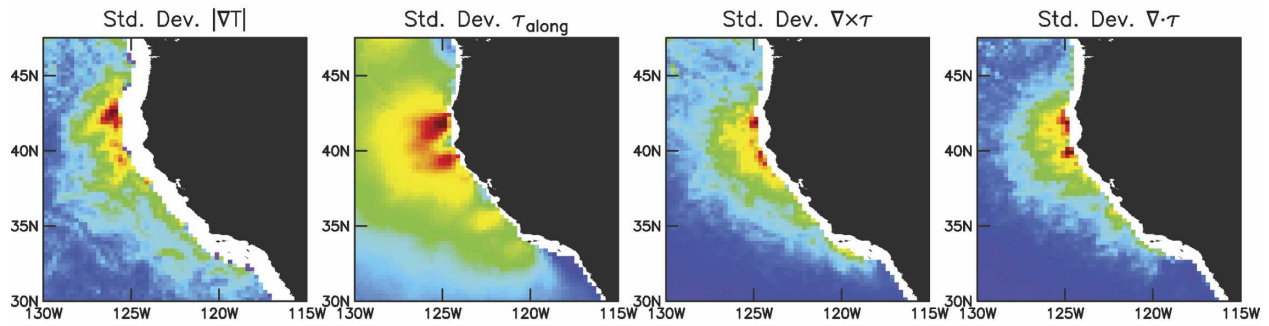 Std. Dev. |∇T|
45N
40N
35N
30N
130W 125W 120W 115W
Std. Dev. τalong
45N
40N
35N
30N
130W 125W 120W 115W
Std. Dev. ∇×τ
45N
40N
35N
30N
130W 125W 120W 115W
Std. Dev. ∇·τ
45N
40N
35N
30N
130W 125W 120W 115W